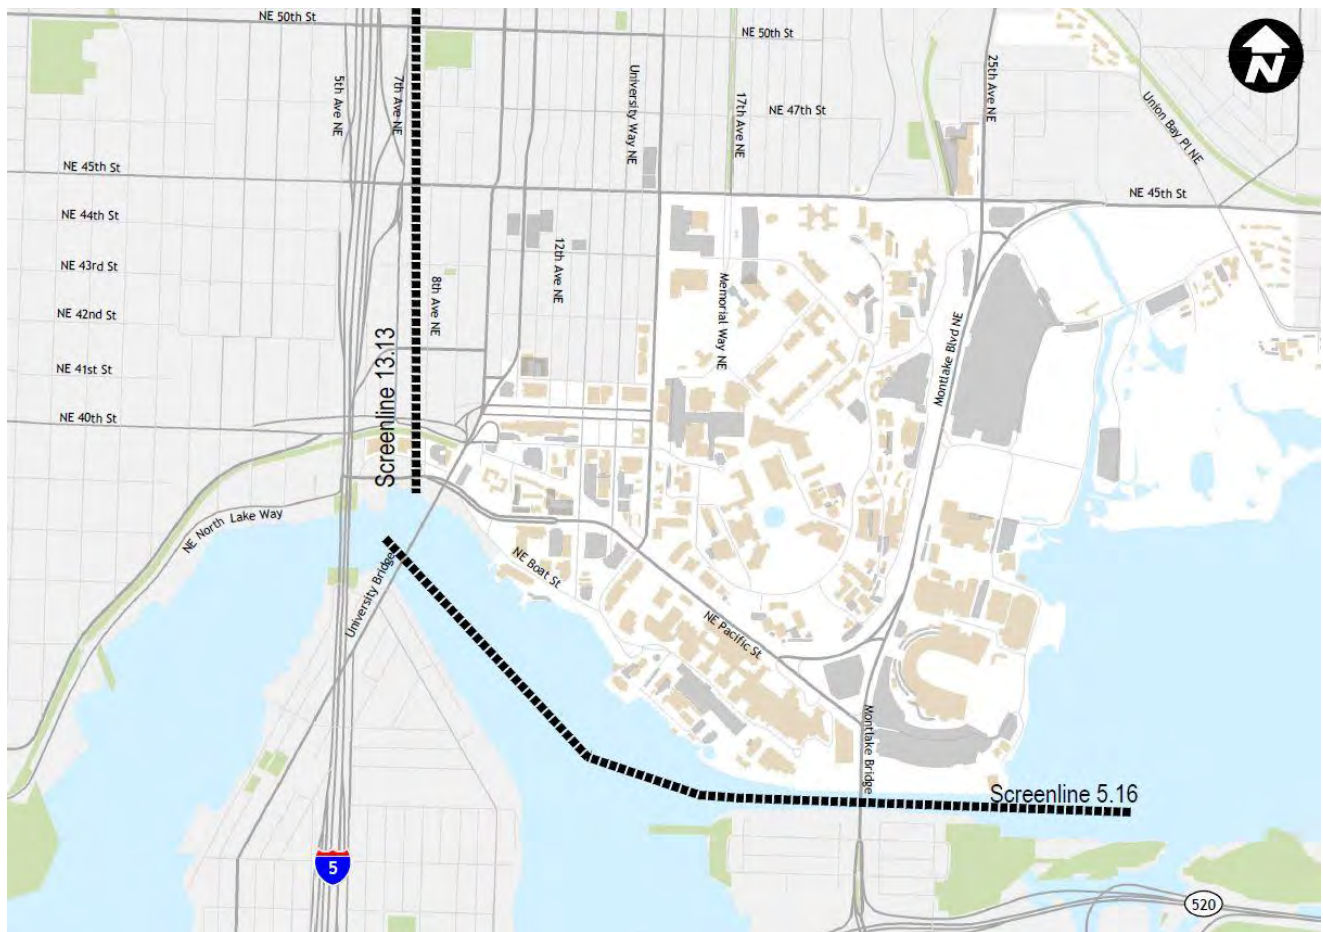 NE 50th St
NE 50th St
N
5th Ave NE
7th Ave NE
University Way NE
17th Ave NE
NE 47th St
25th Ave NE
Union Bay Pl NE
NE 45th St
NE 45th St
NE 44th St
NE 43rd St
NE 42nd St
NE 41st St
NE 40th St
8th Ave NE
12th Ave NE
Memorial Way NE
Montlake Blvd NE
Screenline 13.13
NE North Lake Way
University Bridge
NE Boat St
NE Pacific St
Montlake Bridge
Screenline 5.16
5
520